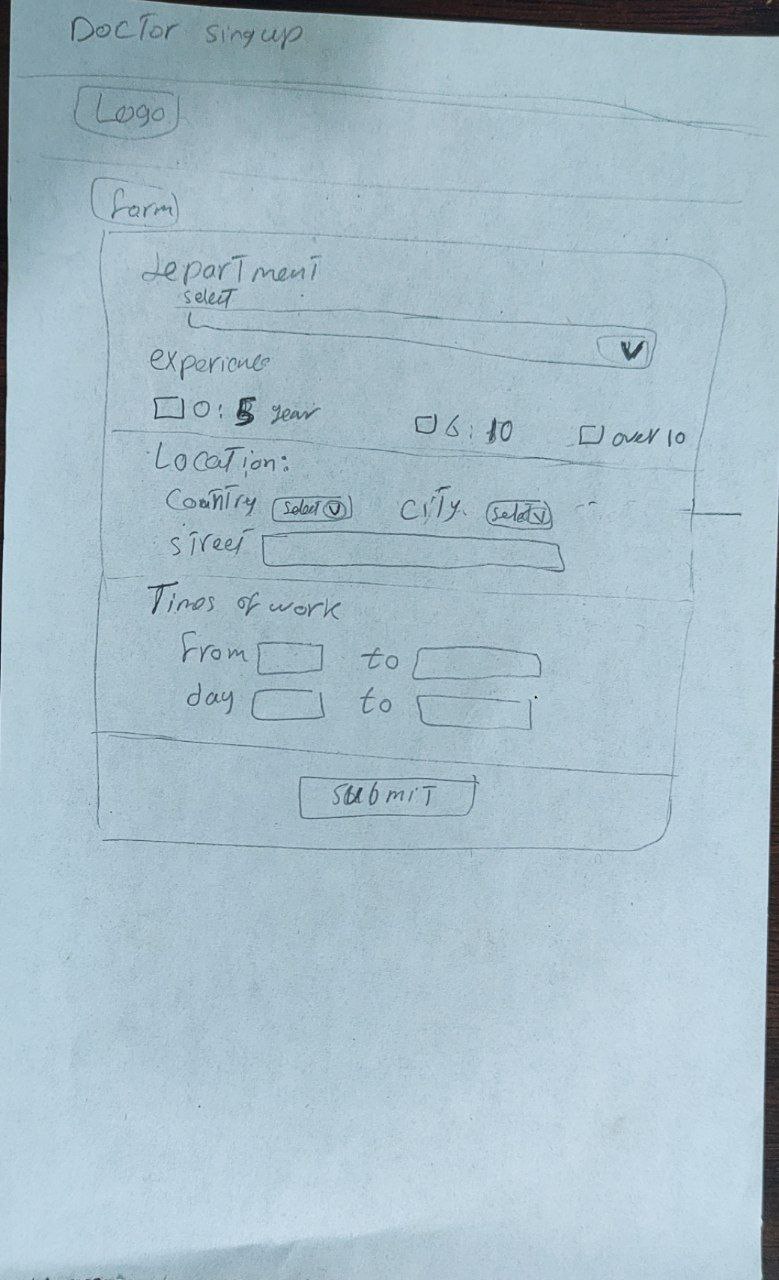 Doctor singup
Logo
form
department
select
experience
0:5 year 6:10 over 10
Location:
Country select V city. select V
street
Times of work
from to
day to
submit